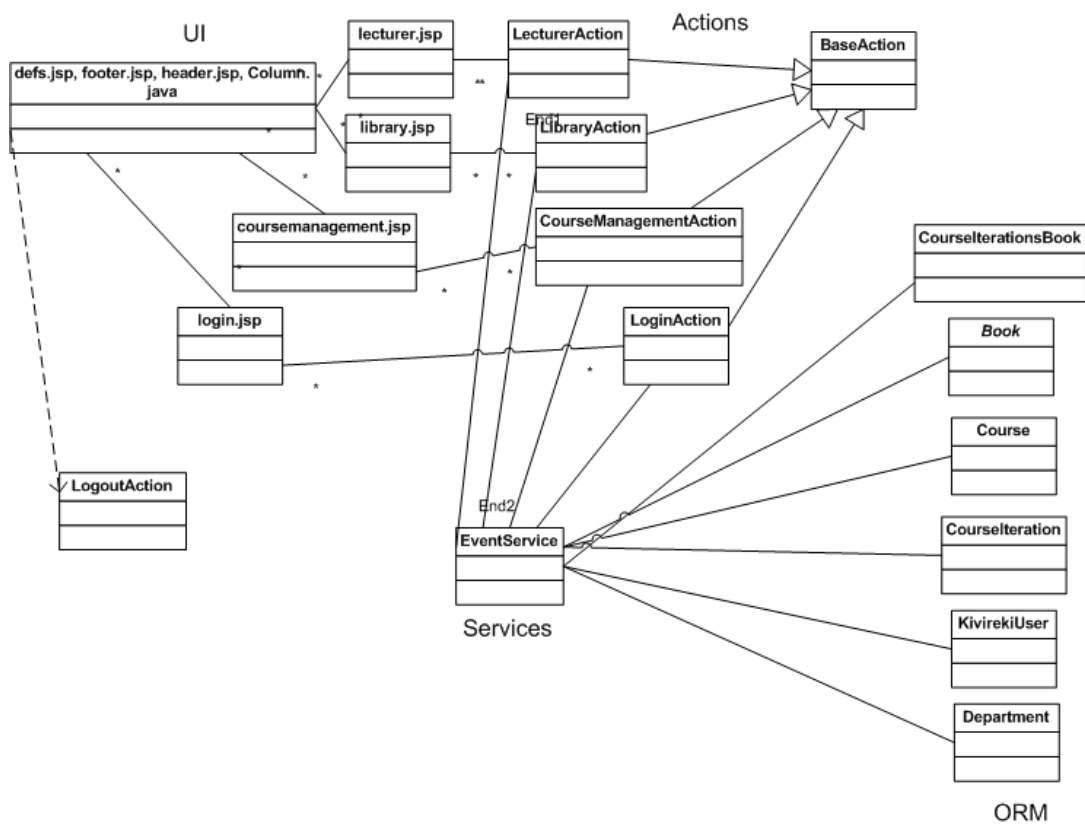 UI
Actions
lecturer.jsp
LecturerAction
BaseAction
defs.jsp, footer.jsp, header.jsp, Column.
java
*
*
**
End1
library.jsp
LibraryAction
*
*
*
*
*
*
*
coursemanagement.jsp
CourseManagementAction
CourseIterationsBook
*
*
*
login.jsp
LoginAction
Book
*
*
Course
LogoutAction
End2
EventService
CourseIteration
Services
KivirekiUser
Department
ORM